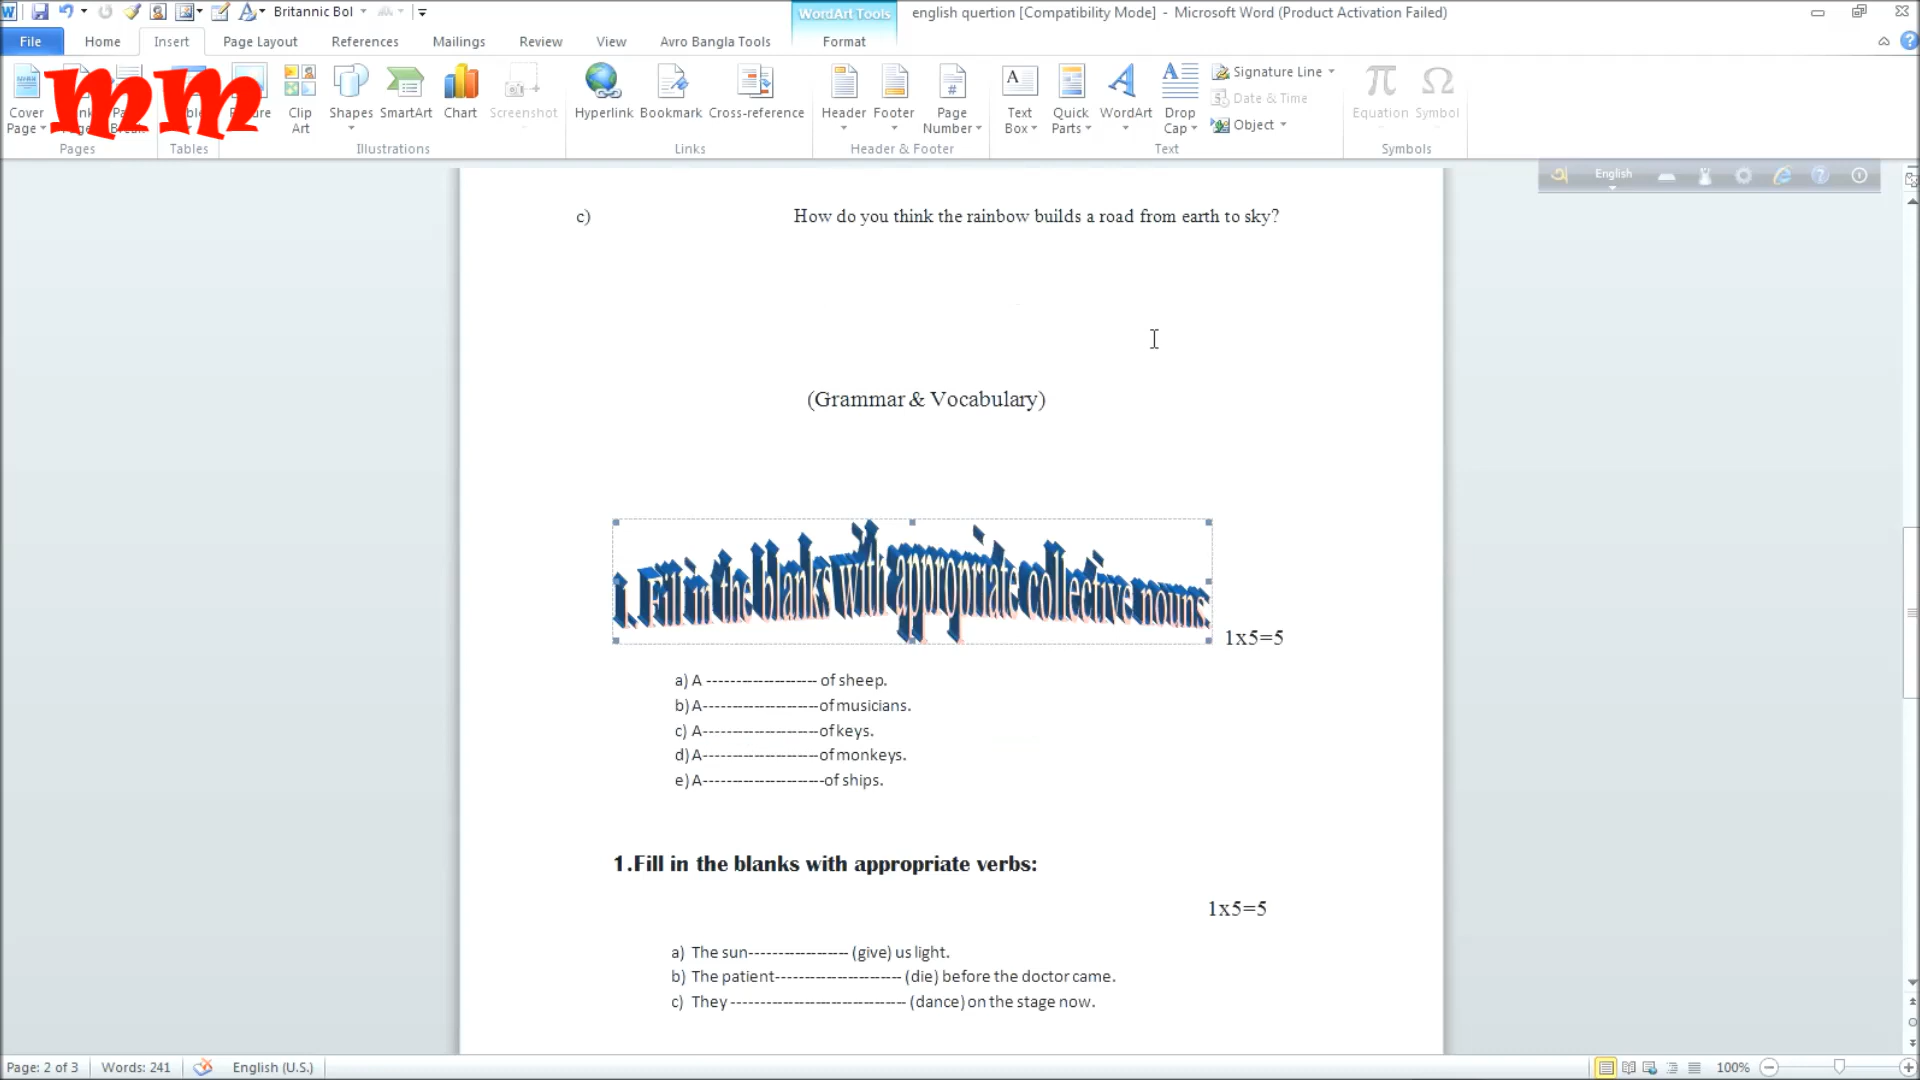 Britannic Bol
WordArt Tools
english quertion [Compatibility Mode] - Microsoft Word (Product Activation Failed)
File Home Insert Page Layout References Mailings Review View Avro Bangla Tools Format
mm
Cover Page
Clip Art
Shapes
SmartArt
Chart
Screenshot
Hyperlink
Bookmark
Cross-reference
Header
Footer
Page Number
Text Box
Quick Parts
WordArt
Drop Cap
Signature Line
Date & Time
Object
Equation
Symbol
Pages Tables Illustrations Links Header & Footer Text Symbols
English
c) How do you think the rainbow builds a road from earth to sky?
(Grammar & Vocabulary)
1. Fill in the blanks with appropriate collective nouns.
1x5=5
a) A ------------------- of sheep.
b) A--------------------of musicians.
c) A--------------------of keys.
d) A--------------------of monkeys.
e) A---------------------of ships.
1.Fill in the blanks with appropriate verbs:
1x5=5
a) The sun----------------- (give) us light.
b) The patient---------------------- (die) before the doctor came.
c) They ------------------------------ (dance) on the stage now.
Page: 2 of 3 Words: 241 English (U.S.) 100%